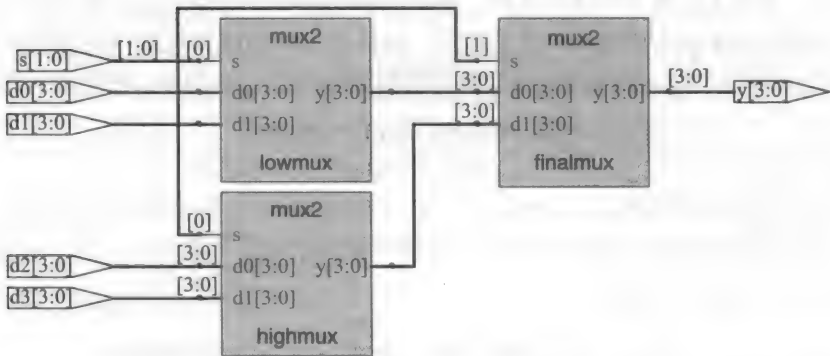 mux2
mux2
s[1:0]
[1:0]
[0]
s
[1]
s
d0[3:0]
d0[3:0]
y[3:0]
[3:0]
d0[3:0]
y[3:0]
[3:0]
y[3:0]
d1[3:0]
d1[3:0]
[3:0]
d1[3:0]
lowmux
finalmux
mux2
[0]
s
d2[3:0]
[3:0]
d0[3:0]
y[3:0]
d3[3:0]
[3:0]
d1[3:0]
highmux